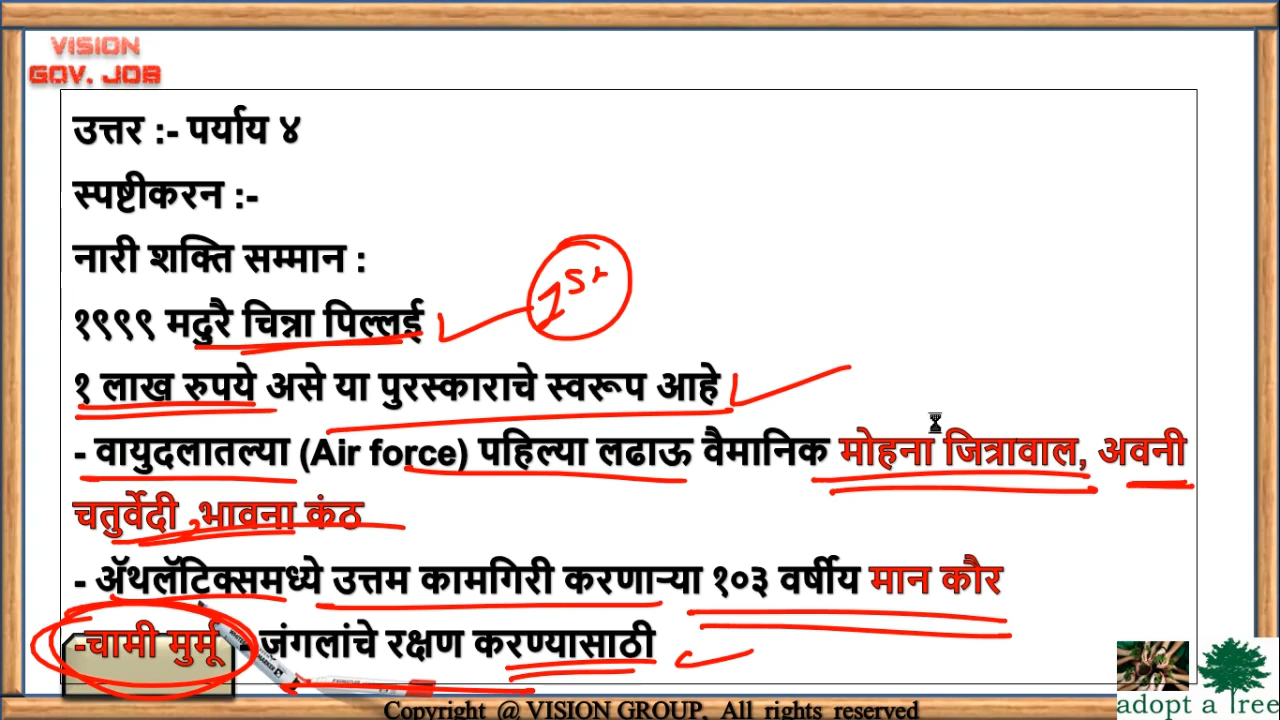 VISION
GOV. JOB
उत्तर :- पर्याय ४
स्पष्टीकरन :-
नारी शक्ति सम्मान :
1st
१९९९ मदुरै चिन्ना पिल्लई
१ लाख रुपये असे या पुरस्काराचे स्वरूप आहे
- वायुदलातल्या (Air force) पहिल्या लढाऊ वैमानिक मोहना जित्रावाल, अवनी
चतुर्वेदी ,भावना कंठ
- ॲथलॅटिक्समध्ये उत्तम कामगिरी करणाऱ्या १०३ वर्षीय मान कौर
-चामी मुर्मू - जंगलांचे रक्षण करण्यासाठी
adopt a Tree
Copyright @ VISION GROUP, All rights reserved